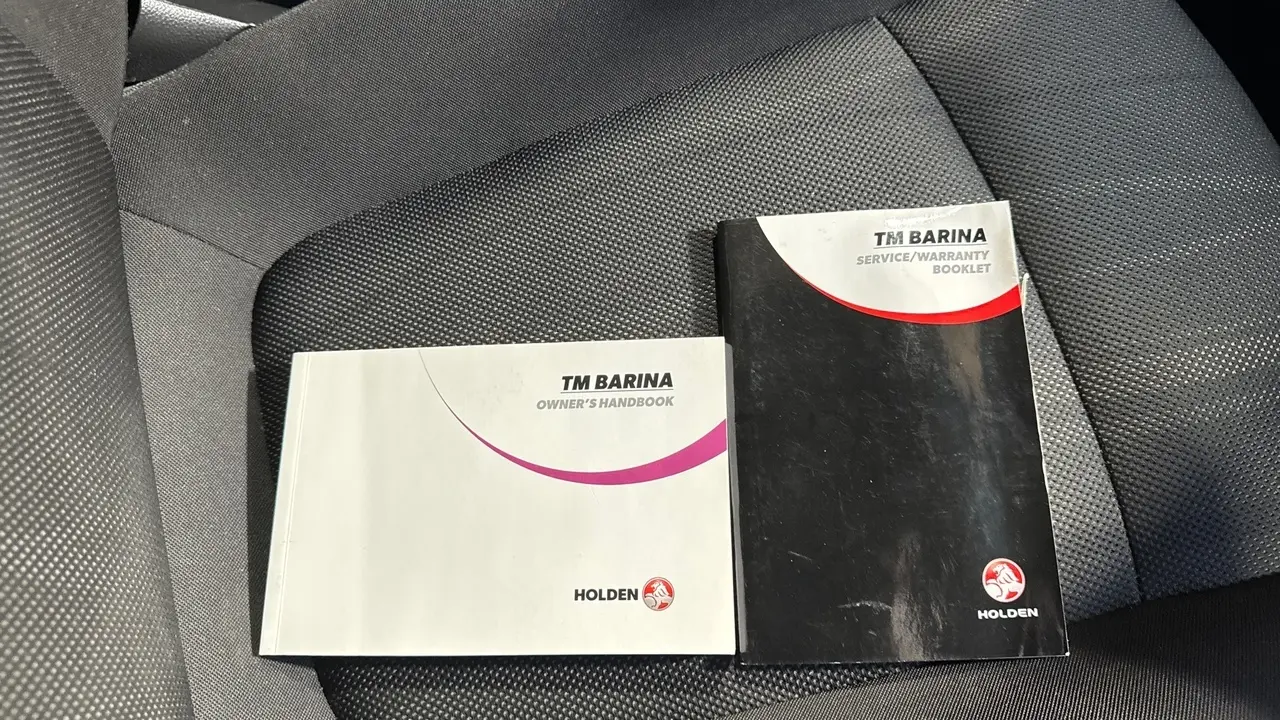 TM BARINA
OWNER'S HANDBOOK
HOLDEN
TM BARINA
SERVICE/WARRANTY
BOOKLET
HOLDEN